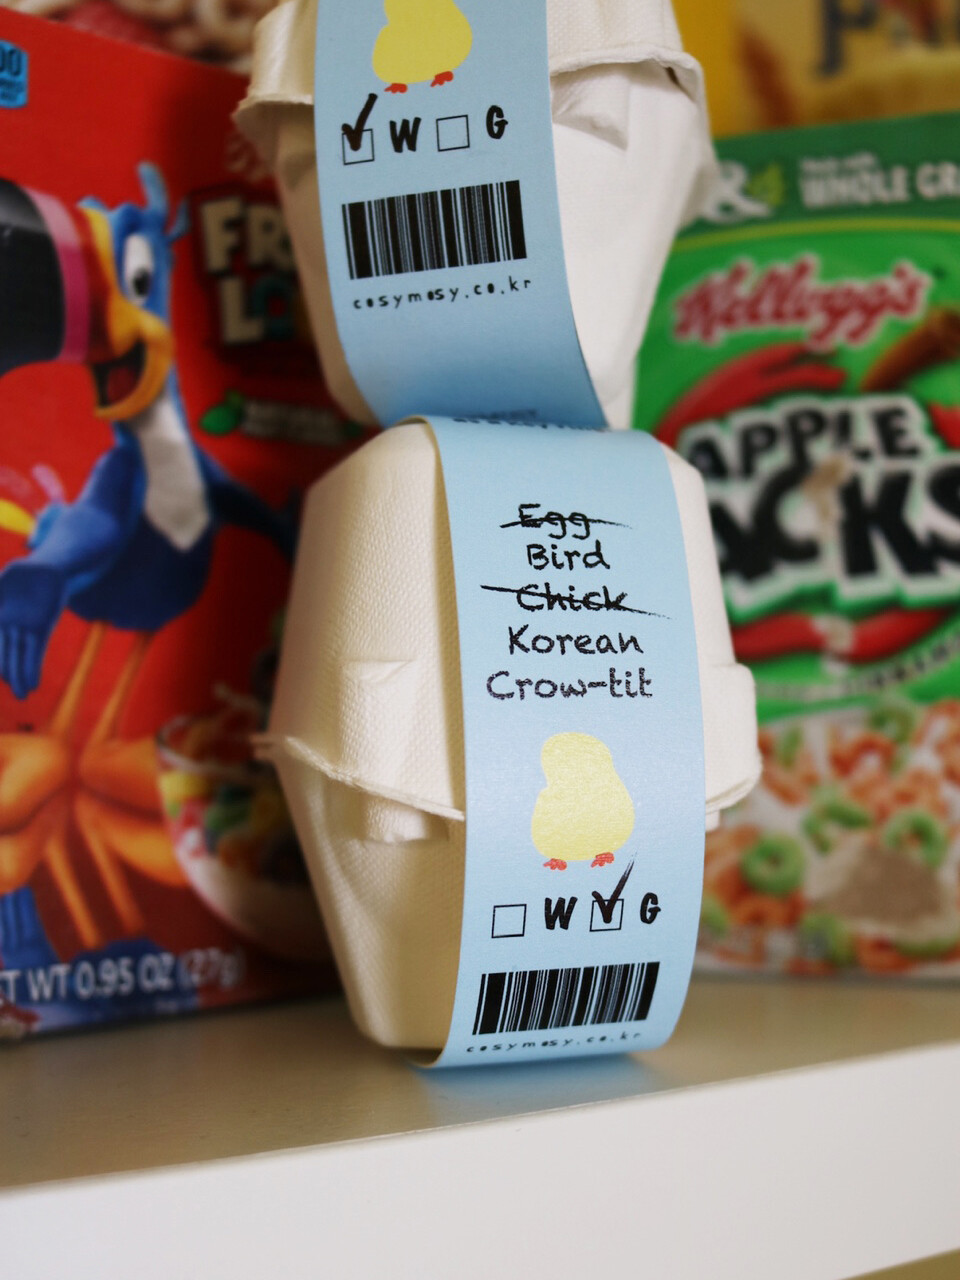 W G
cosymosy.co.kr
Egg
Bird
Chick
Korean
Crow-tit
W G
cosymosy.co.kr
WHOLE
Kellogg's
APPLE
NET WT 0.95 OZ (27g)